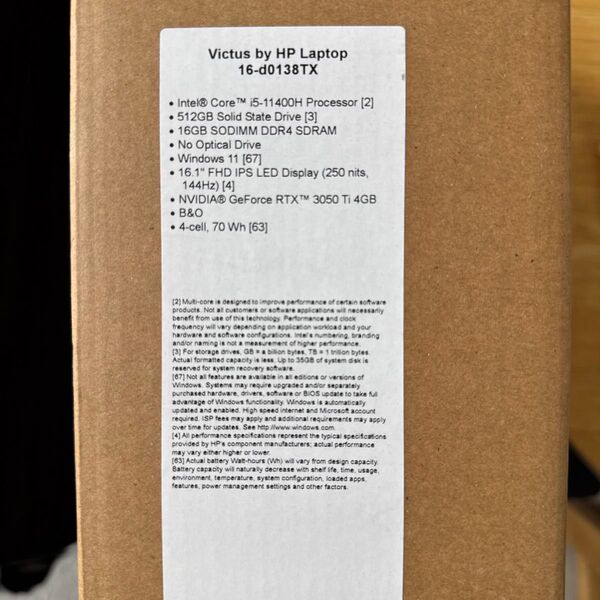 Victus by HP Laptop
16-d0138TX
• Intel® Core™ i5-11400H Processor [2]
• 512GB Solid State Drive [3]
• 16GB SODIMM DDR4 SDRAM
• No Optical Drive
• Windows 11 [67]
• 16.1" FHD IPS LED Display (250 nits,
144Hz) [4]
• NVIDIA® GeForce RTX™ 3050 Ti 4GB
• B&O
• 4-cell, 70 Wh [63]
[2] Multi-core is designed to improve performance of certain software
products. Not all customers or software applications will necessarily
benefit from use of this technology. Performance and clock
frequency will vary depending on application workload and your
hardware and software configurations. Intel's numbering, branding
and/or naming is not a measurement of higher performance.
[3] For storage drives, GB = a billion bytes, TB = 1 trillion bytes.
Actual formatted capacity is less. Up to 35GB of system disk is
reserved for system recovery software.
[67] Not all features are available in all editions or versions of
Windows. Systems may require upgraded and/or separately
purchased hardware, drivers, software or BIOS update to take full
advantage of Windows functionality. Windows is automatically
updated and enabled. High speed internet and Microsoft account
required. ISP fees may apply and additional requirements may apply
over time for updates. See http://www.windows.com.
[4] All performance specifications represent the typical specifications
provided by HP's component manufacturers; actual performance
may vary either higher or lower.
[63] Actual battery Watt-hours (Wh) will vary from design capacity.
Battery capacity will naturally decrease with shelf life, time, usage,
environment, temperature, system configuration, loaded apps,
features, power management settings and other factors.